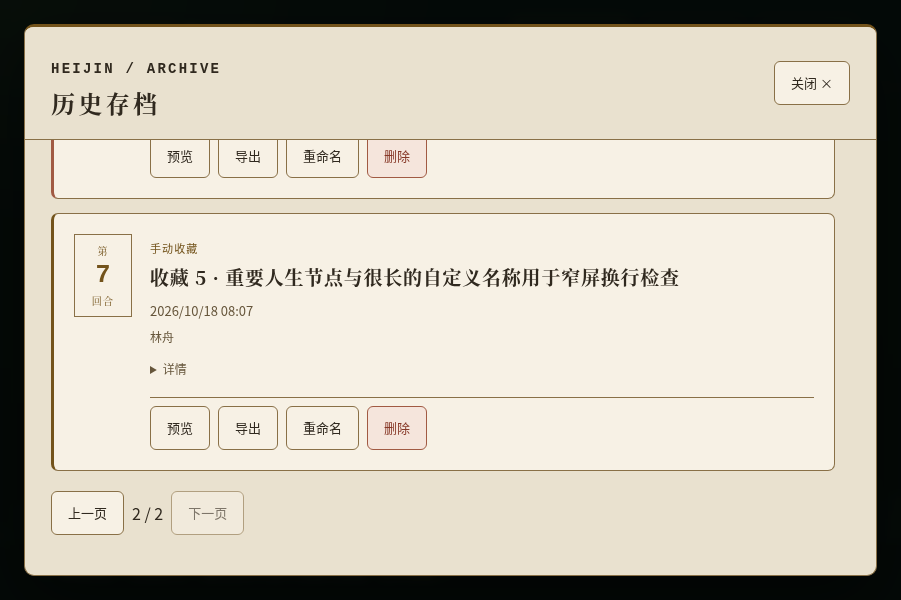 HEIJIN / ARCHIVE
历史存档
关闭 ×
预览 导出 重命名 删除
第
7
回合
手动收藏
收藏 5 · 重要人生节点与很长的自定义名称用于窄屏换行检查
2026/10/18 08:07
林舟
▶ 详情
预览 导出 重命名 删除
上一页 2 / 2 下一页